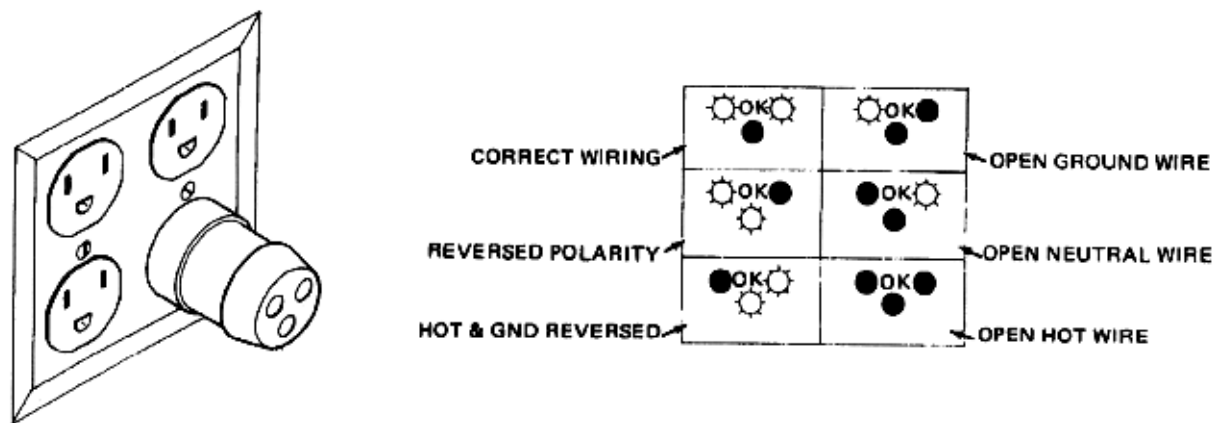 OK OK
CORRECT WIRING OPEN GROUND WIRE
OK OK
REVERSED POLARITY OPEN NEUTRAL WIRE
OK OK
HOT & GND REVERSED OPEN HOT WIRE